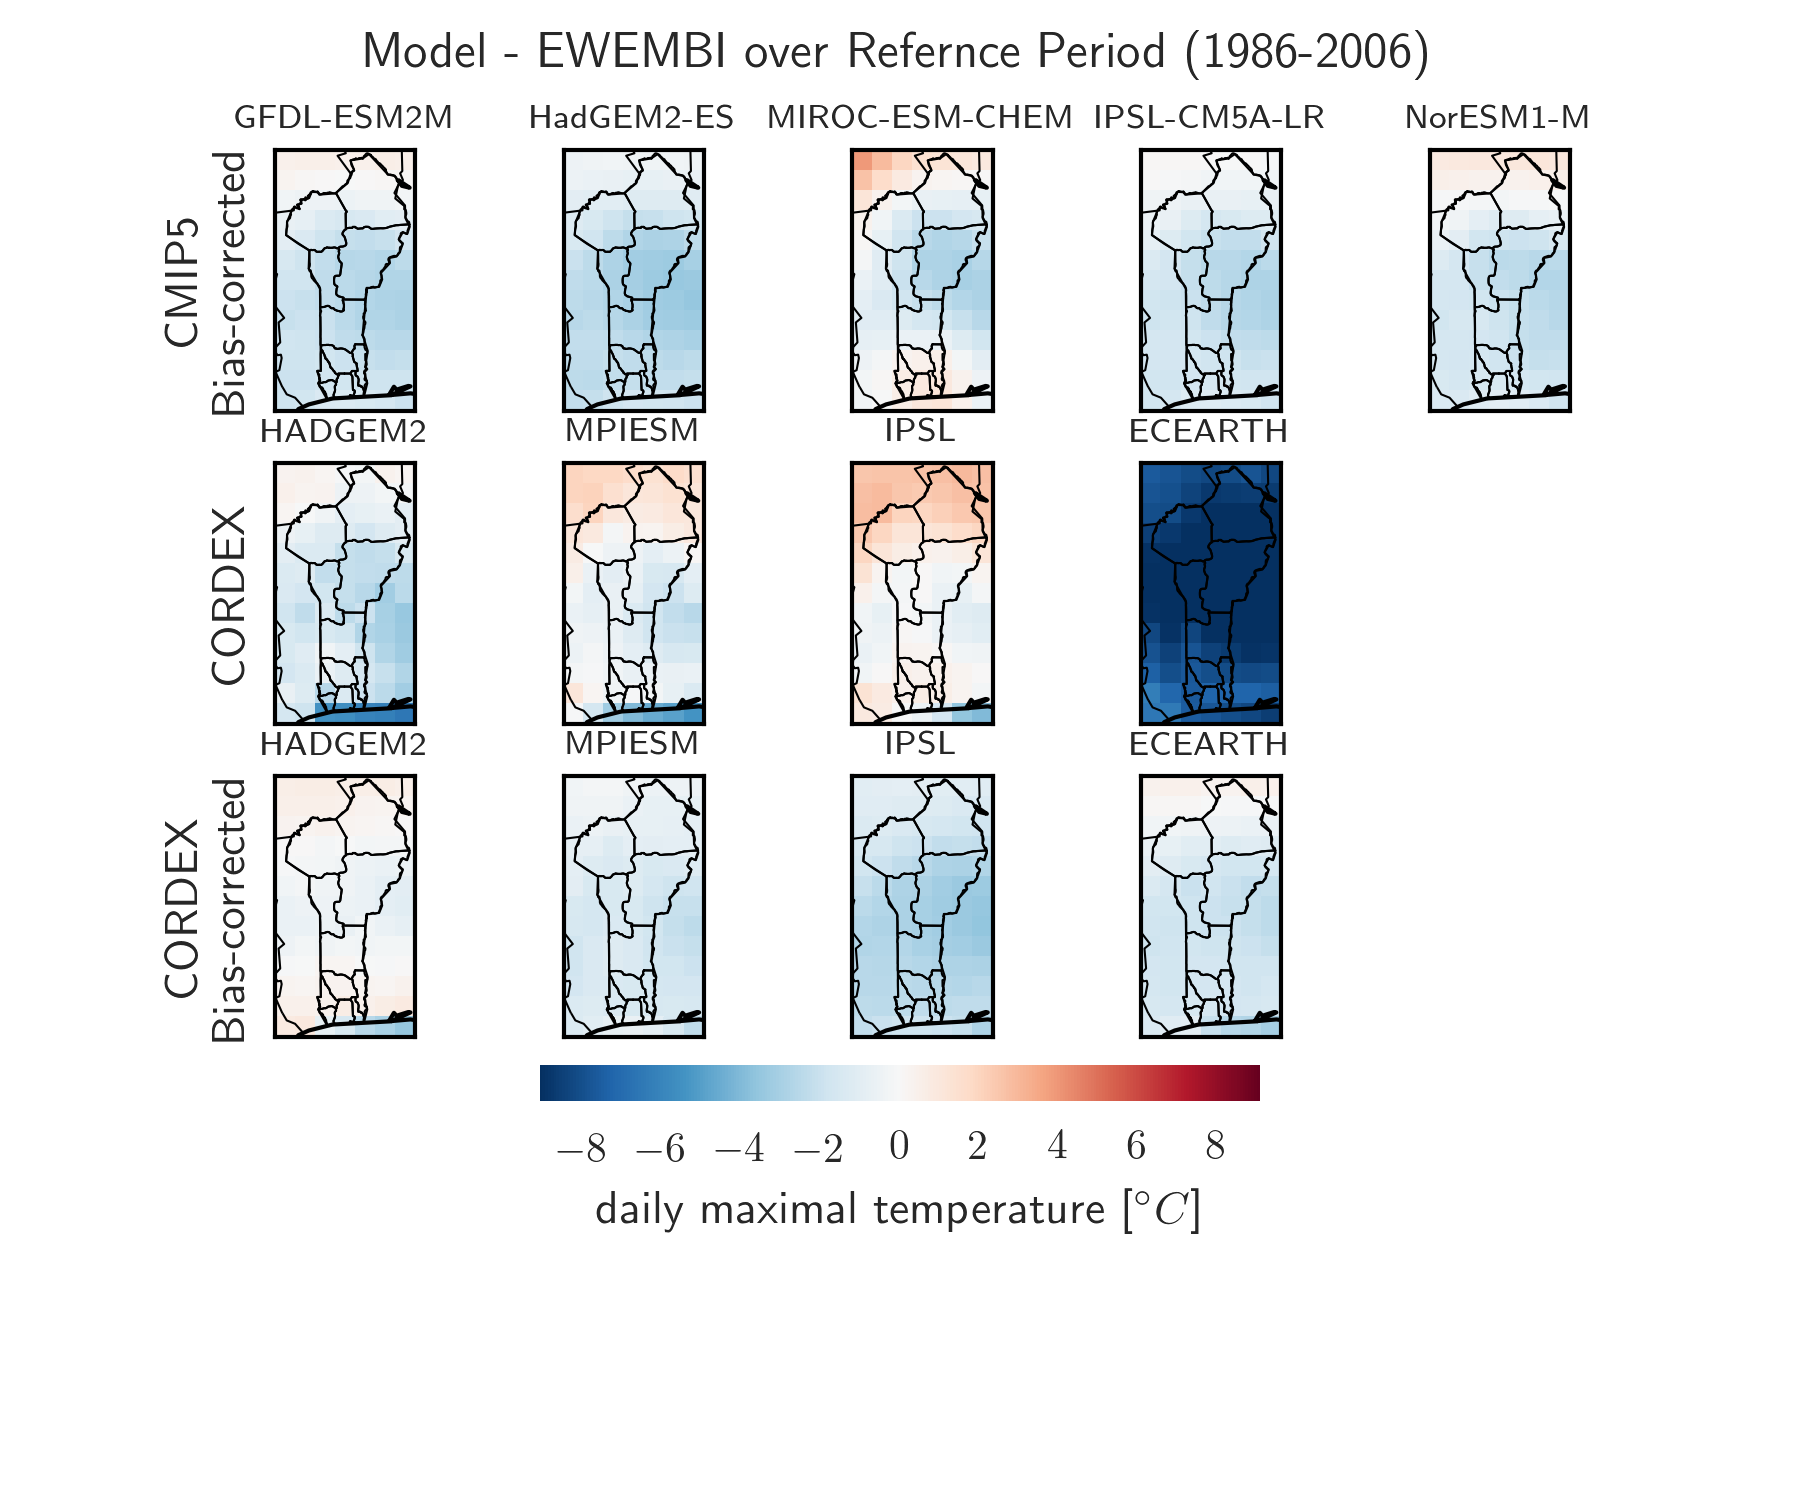 Model - EWEMBI over Refernce Period (1986-2006)
GFDL-ESM2M HadGEM2-ES MIROC-ESM-CHEM IPSL-CM5A-LR NorESM1-M
CMIP5
Bias-corrected
HADGEM2 MPIESM IPSL ECEARTH
CORDEX
HADGEM2 MPIESM IPSL ECEARTH
CORDEX
Bias-corrected
−8 −6 −4 −2 0 2 4 6 8
daily maximal temperature [°C]